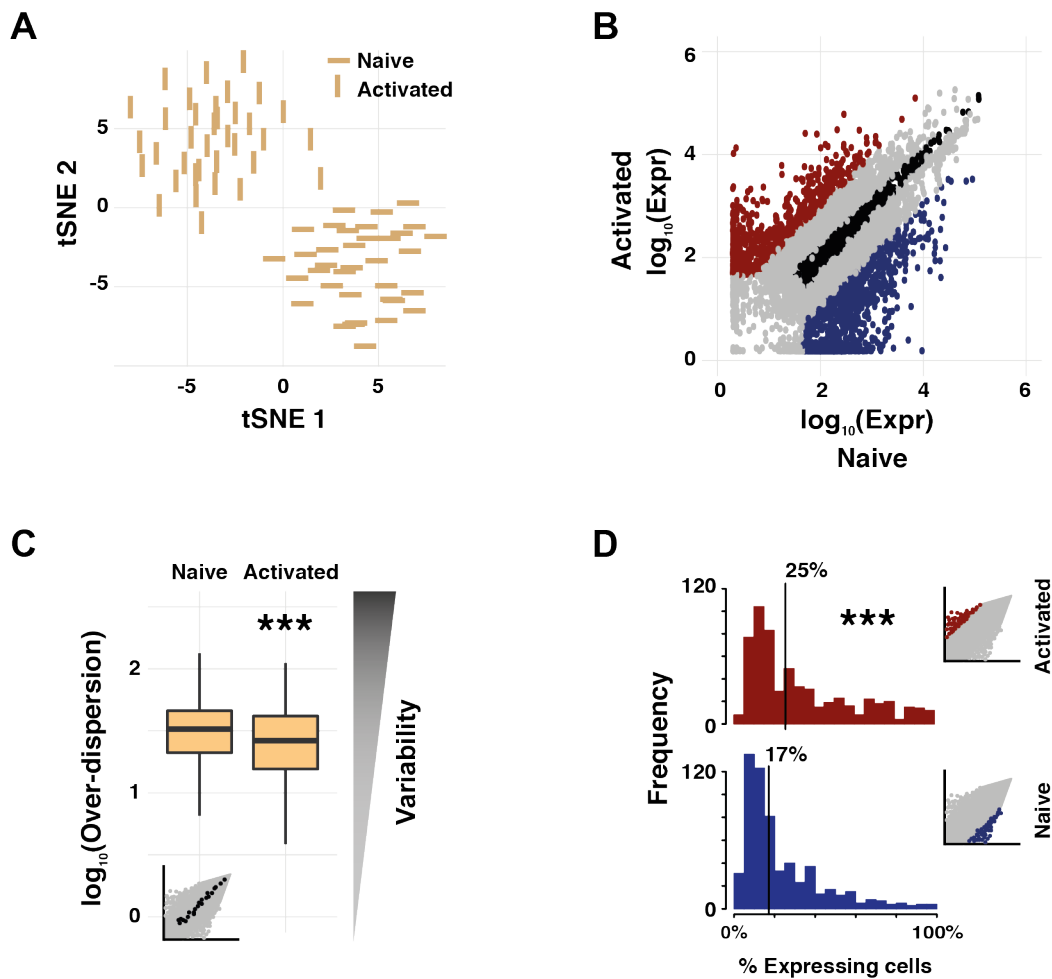 A
Naive
Activated
5
0
-5
-5 0 5
tSNE 2
tSNE 1
B
6
4
2
0
0 2 4 6
Activated
log10(Expr)
log10(Expr)
Naive
C
Naive Activated
***
2
1
0
log10(Over-dispersion)
Variability
D
25%
120
0
***
Activated
17%
120
0
Naive
Frequency
0% 100%
% Expressing cells